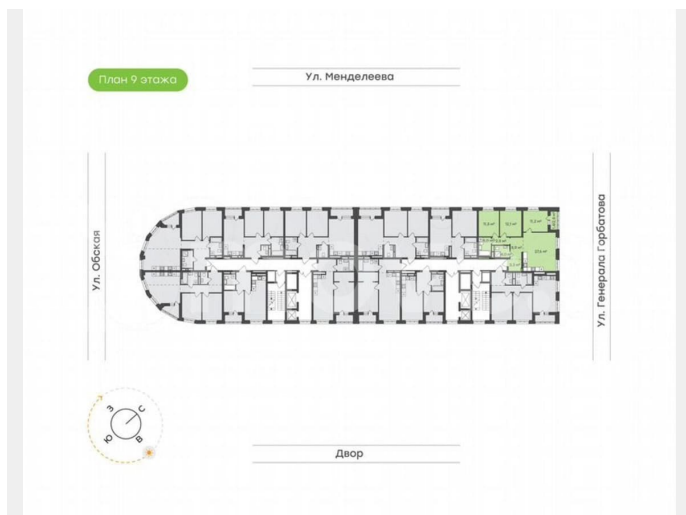 План 9 этажа
Ул. Менделеева
Ул. Обская
Ул. Генерала Горбатова
З
С
Ю
В
Двор